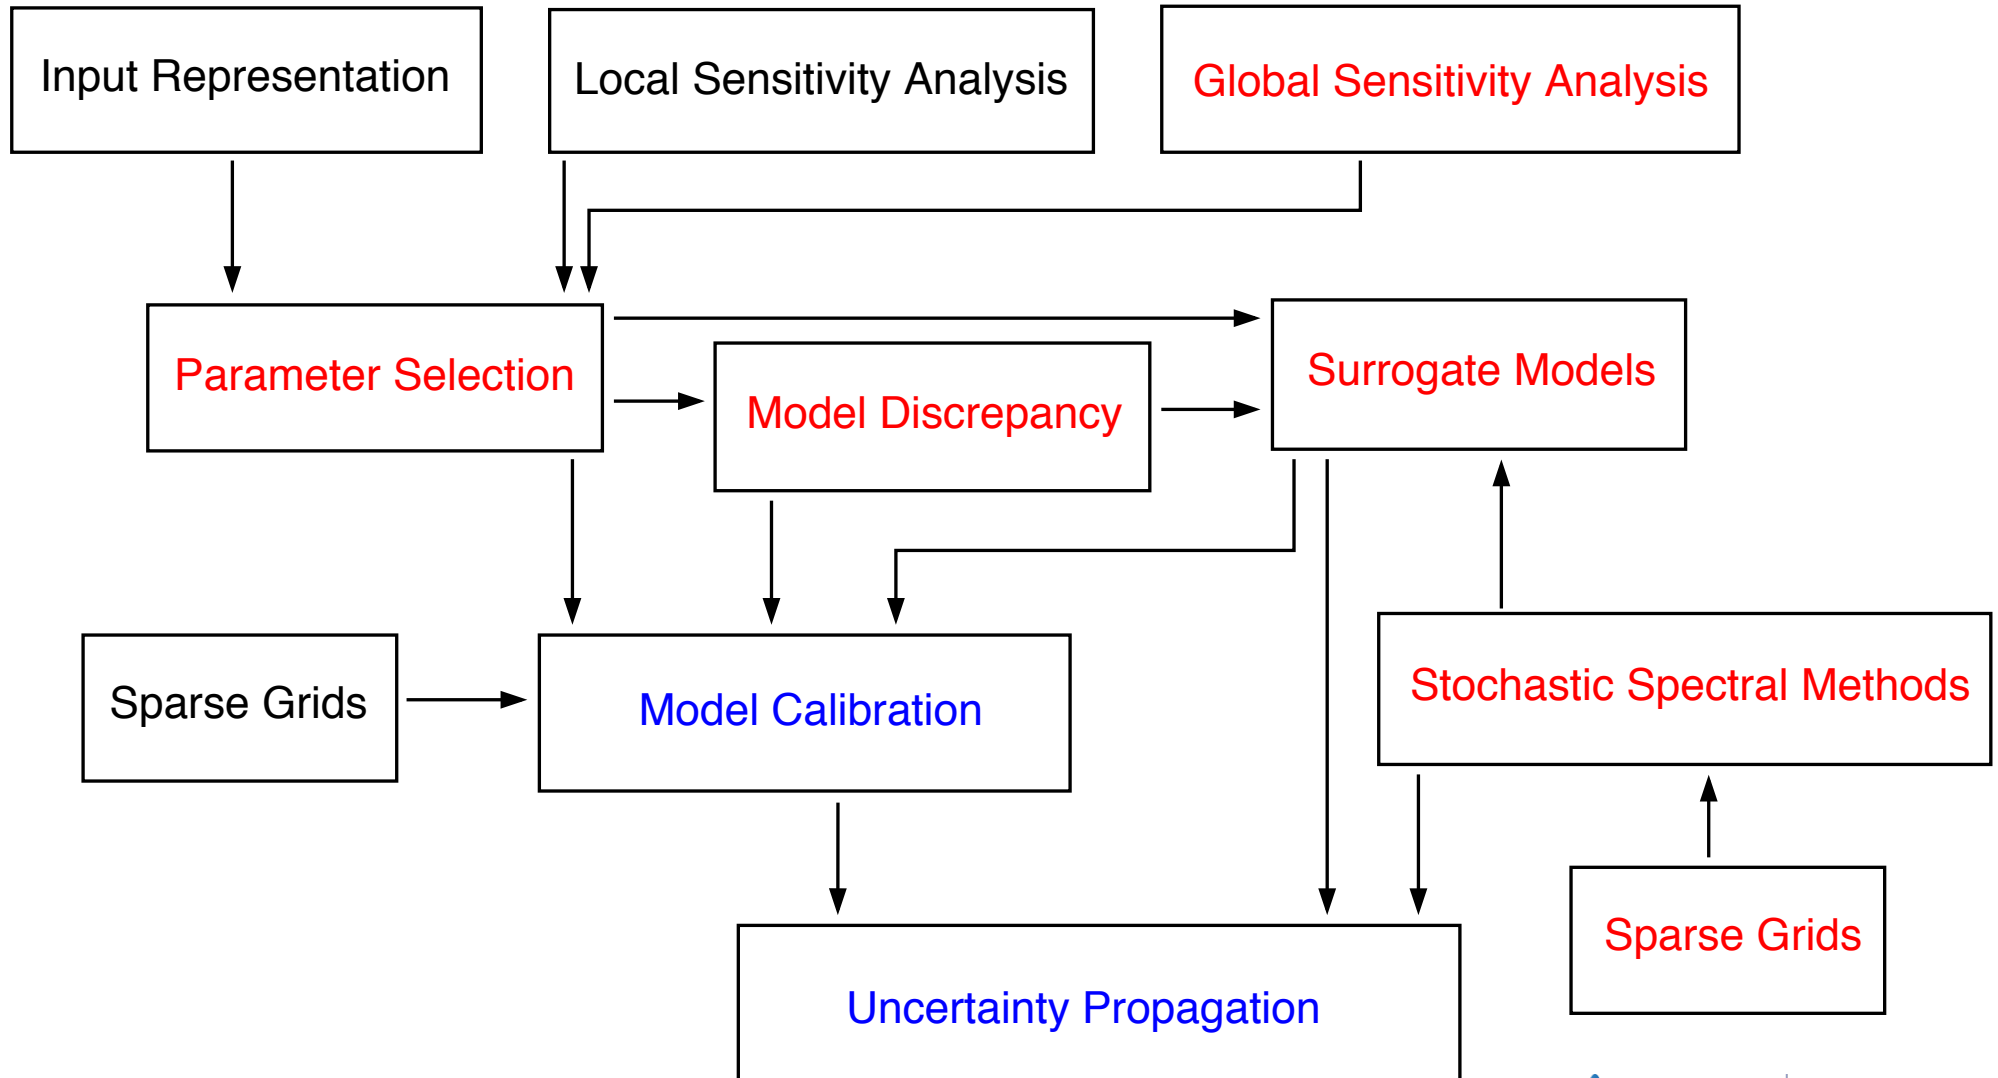 Input Representation
Local Sensitivity Analysis
Global Sensitivity Analysis
Parameter Selection
Model Discrepancy
Surrogate Models
Sparse Grids
Model Calibration
Stochastic Spectral Methods
Sparse Grids
Uncertainty Propagation